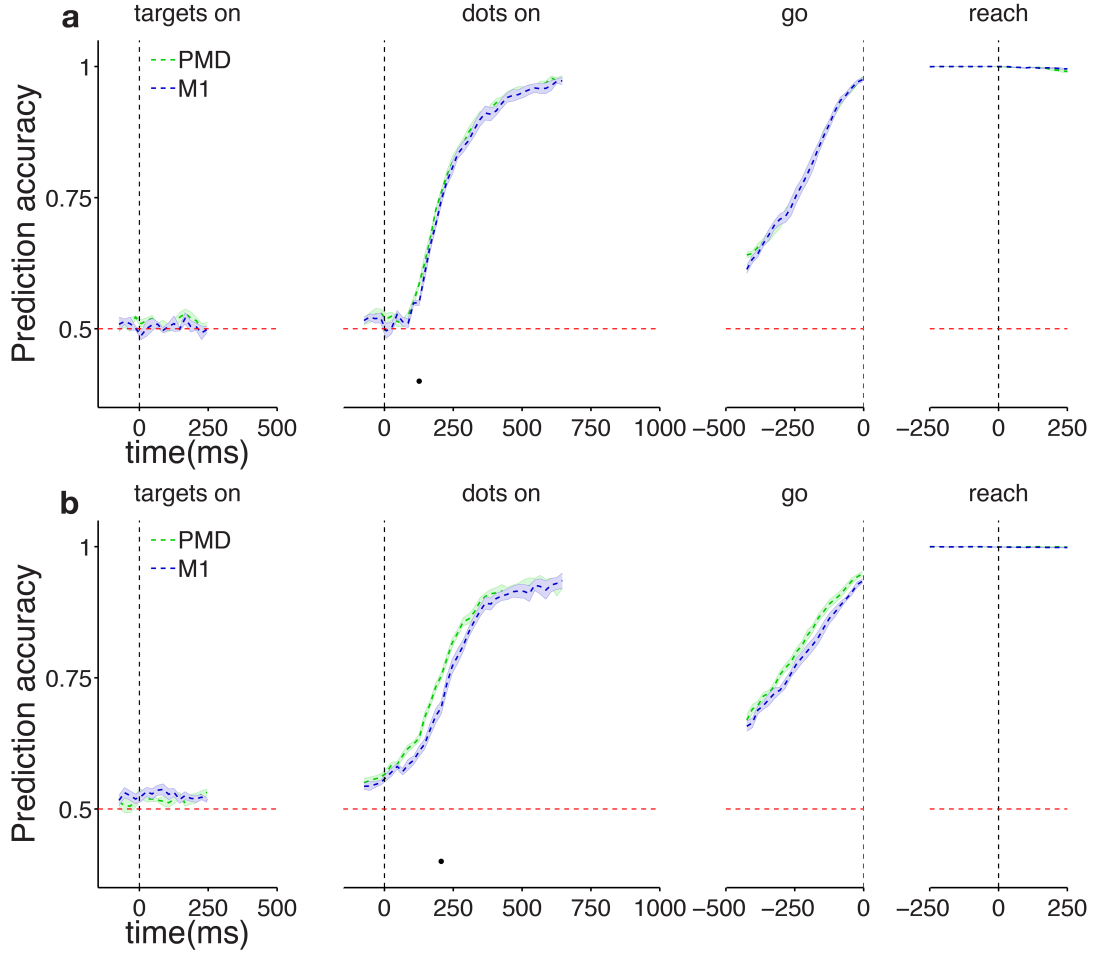 a targets on dots on go reach
PMD
M1
1
0.75
0.5
Prediction accuracy
0 250 500 0 250 500 750 1000 −500 −250 0 −250 0 250
time(ms)
b targets on dots on go reach
PMD
M1
1
0.75
0.5
Prediction accuracy
0 250 500 0 250 500 750 1000 −500 −250 0 −250 0 250
time(ms)